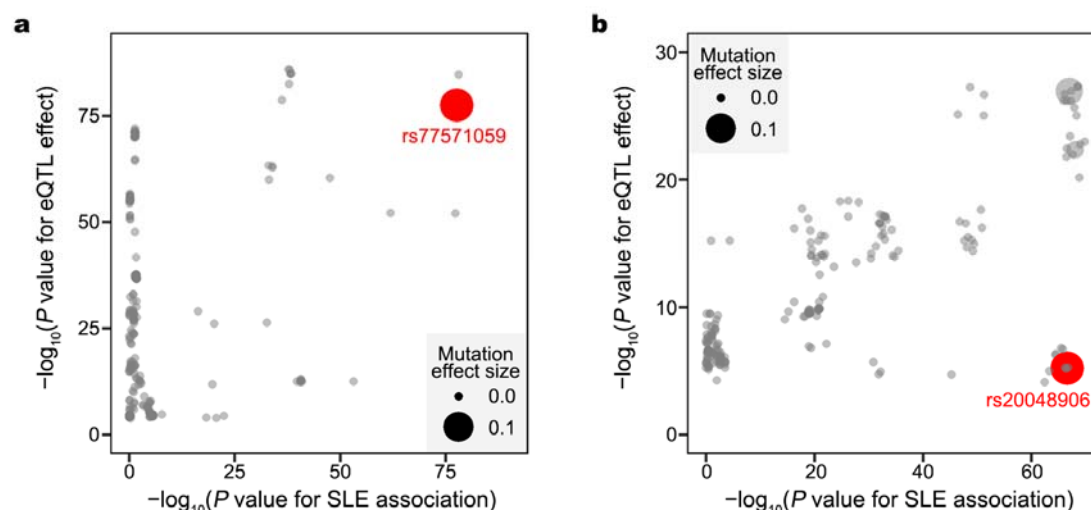 a
−log10(P value for eQTL effect)
75
50
25
0
rs77571059
Mutation
effect size
0.0
0.1
0
25
50
75
−log10(P value for SLE association)
b
−log10(P value for eQTL effect)
30
20
10
0
Mutation
effect size
0.0
0.1
rs20048906
0
20
40
60
−log10(P value for SLE association)